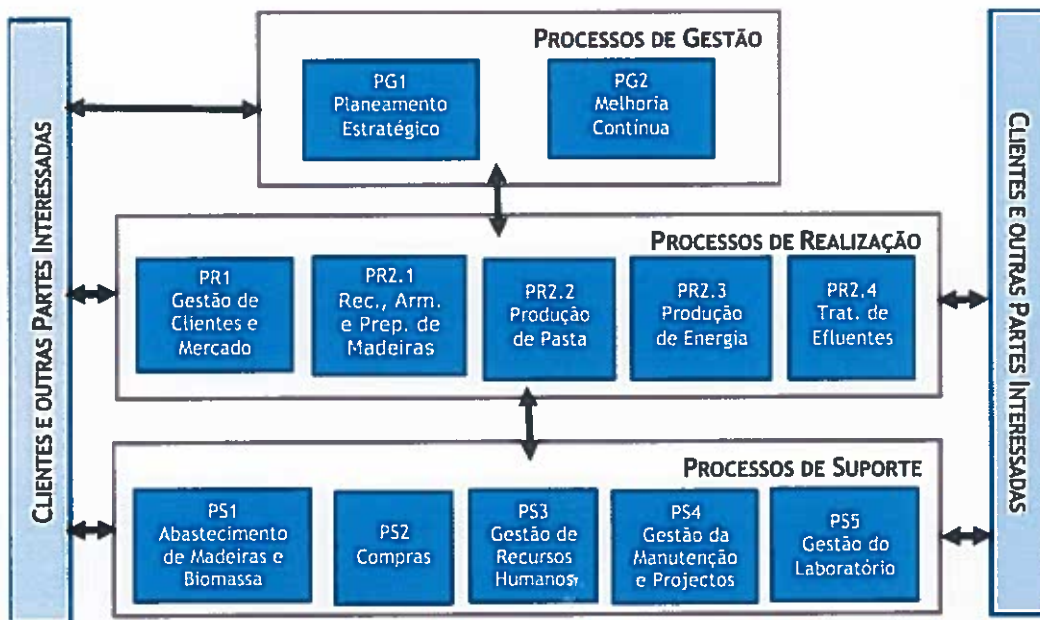 CLIENTES E OUTRAS PARTES INTERESSADAS
PROCESSOS DE GESTÃO
PG1
Planeamento
Estratégico
PG2
Melhoria
Contínua
PROCESSOS DE REALIZAÇÃO
PR1
Gestão de
Clientes e
Mercado
PR2.1
Rec., Arm.
e Prep. de
Madeiras
PR2.2
Produção
de Pasta
PR2.3
Produção
de Energia
PR2.4
Trat. de
Efluentes
PROCESSOS DE SUPORTE
PS1
Abastecimento
de Madeiras e
Biomassa
PS2
Compras
PS3
Gestão de
Recursos
Humanos
PS4
Gestão da
Manutenção
e Projectos
PS5
Gestão do
Laboratório
CLIENTES E OUTRAS PARTES INTERESSADAS